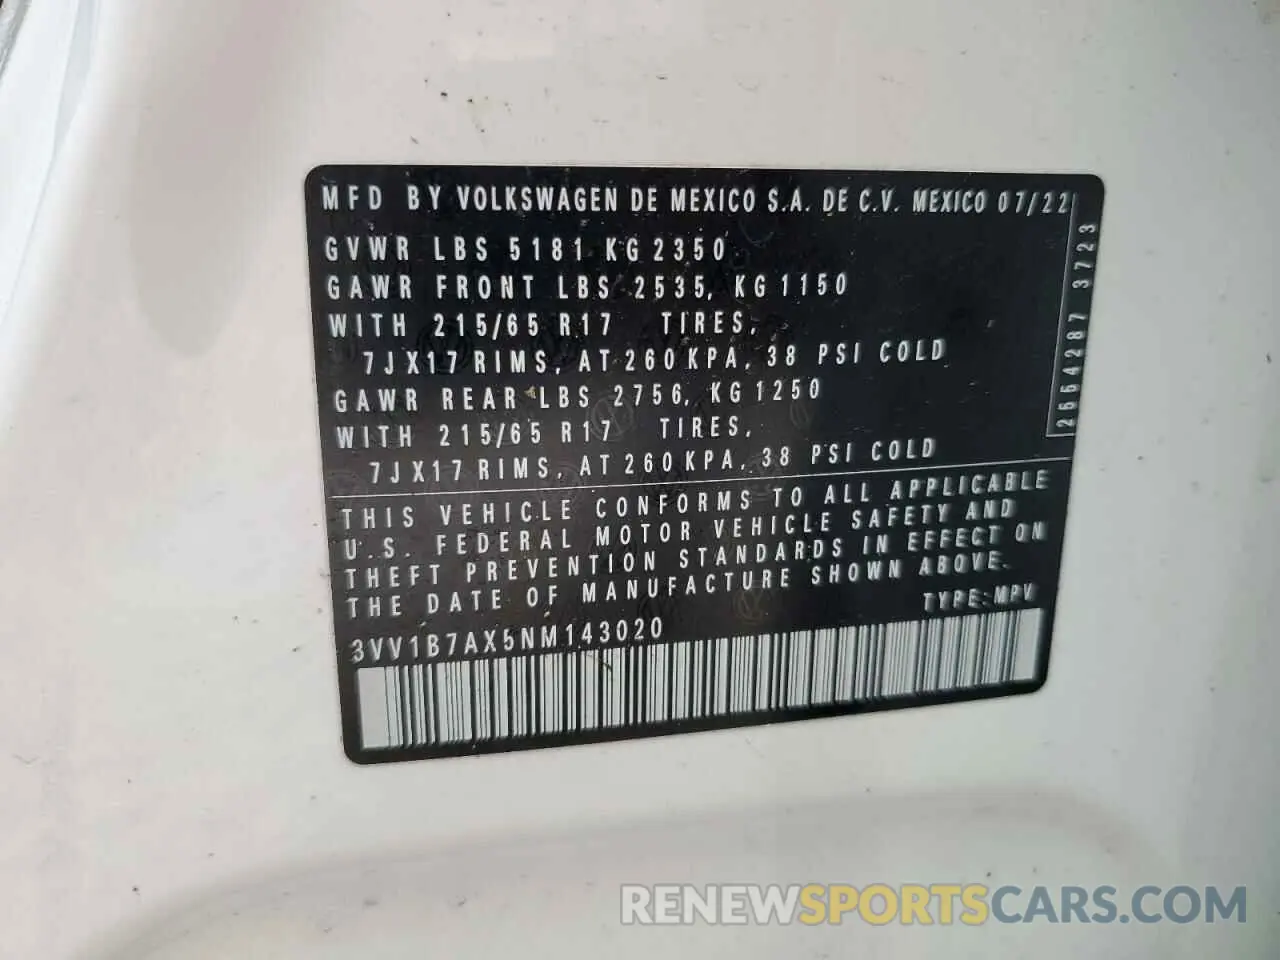 MFD BY VOLKSWAGEN DE MEXICO S.A. DE C.V. MEXICO 07/22
GVWR LBS 5181 KG 2350
GAWR FRONT LBS 2535, KG 1150
WITH 215/65 R17 TIRES,
7JX17 RIMS, AT 260 KPA, 38 PSI COLD
GAWR REAR LBS 2756, KG 1250
WITH 215/65 R17 TIRES,
7JX17 RIMS, AT 260 KPA, 38 PSI COLD
2554287 3723
THIS VEHICLE CONFORMS TO ALL APPLICABLE
U.S. FEDERAL MOTOR VEHICLE SAFETY AND
THEFT PREVENTION STANDARDS IN EFFECT ON
THE DATE OF MANUFACTURE SHOWN ABOVE.
TYPE: MPV
3VV1B7AX5NM143020
RENEWSPORTSCARS.COM